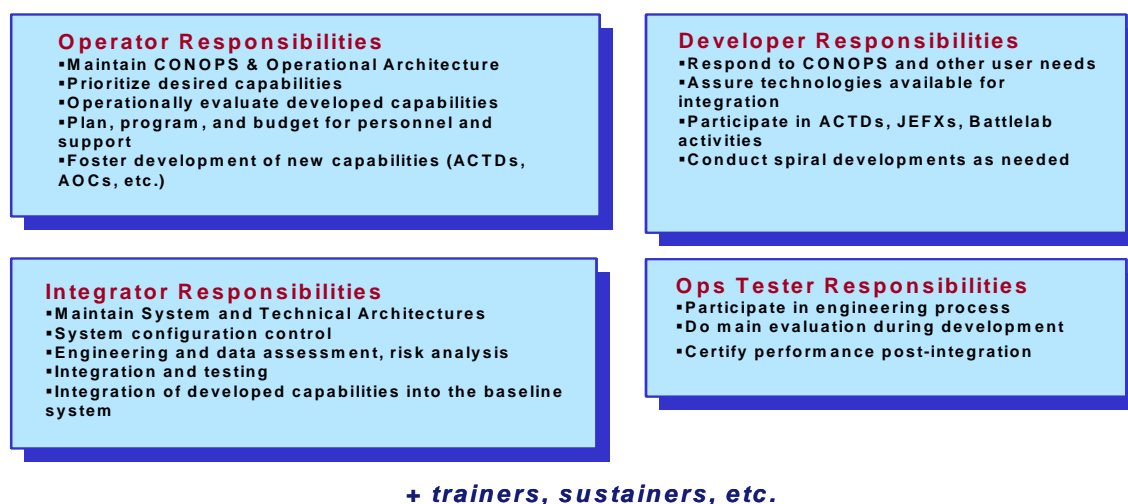 Operator Responsibilities
▪Maintain CONOPS & Operational Architecture
▪Prioritize desired capabilities
▪Operationally evaluate developed capabilities
▪Plan, program, and budget for personnel and
support
▪Foster development of new capabilities (ACTDs,
AOCs, etc.)
Developer Responsibilities
▪Respond to CONOPS and other user needs
▪Assure technologies available for
integration
▪Participate in ACTDs, JEFXs, Battlelab
activities
▪Conduct spiral developments as needed
Integrator Responsibilities
▪Maintain System and Technical Architectures
▪System configuration control
▪Engineering and data assessment, risk analysis
▪Integration and testing
▪Integration of developed capabilities into the baseline
system
Ops Tester Responsibilities
▪Participate in engineering process
▪Do main evaluation during development
▪Certify performance post-integration
+ trainers, sustainers, etc.